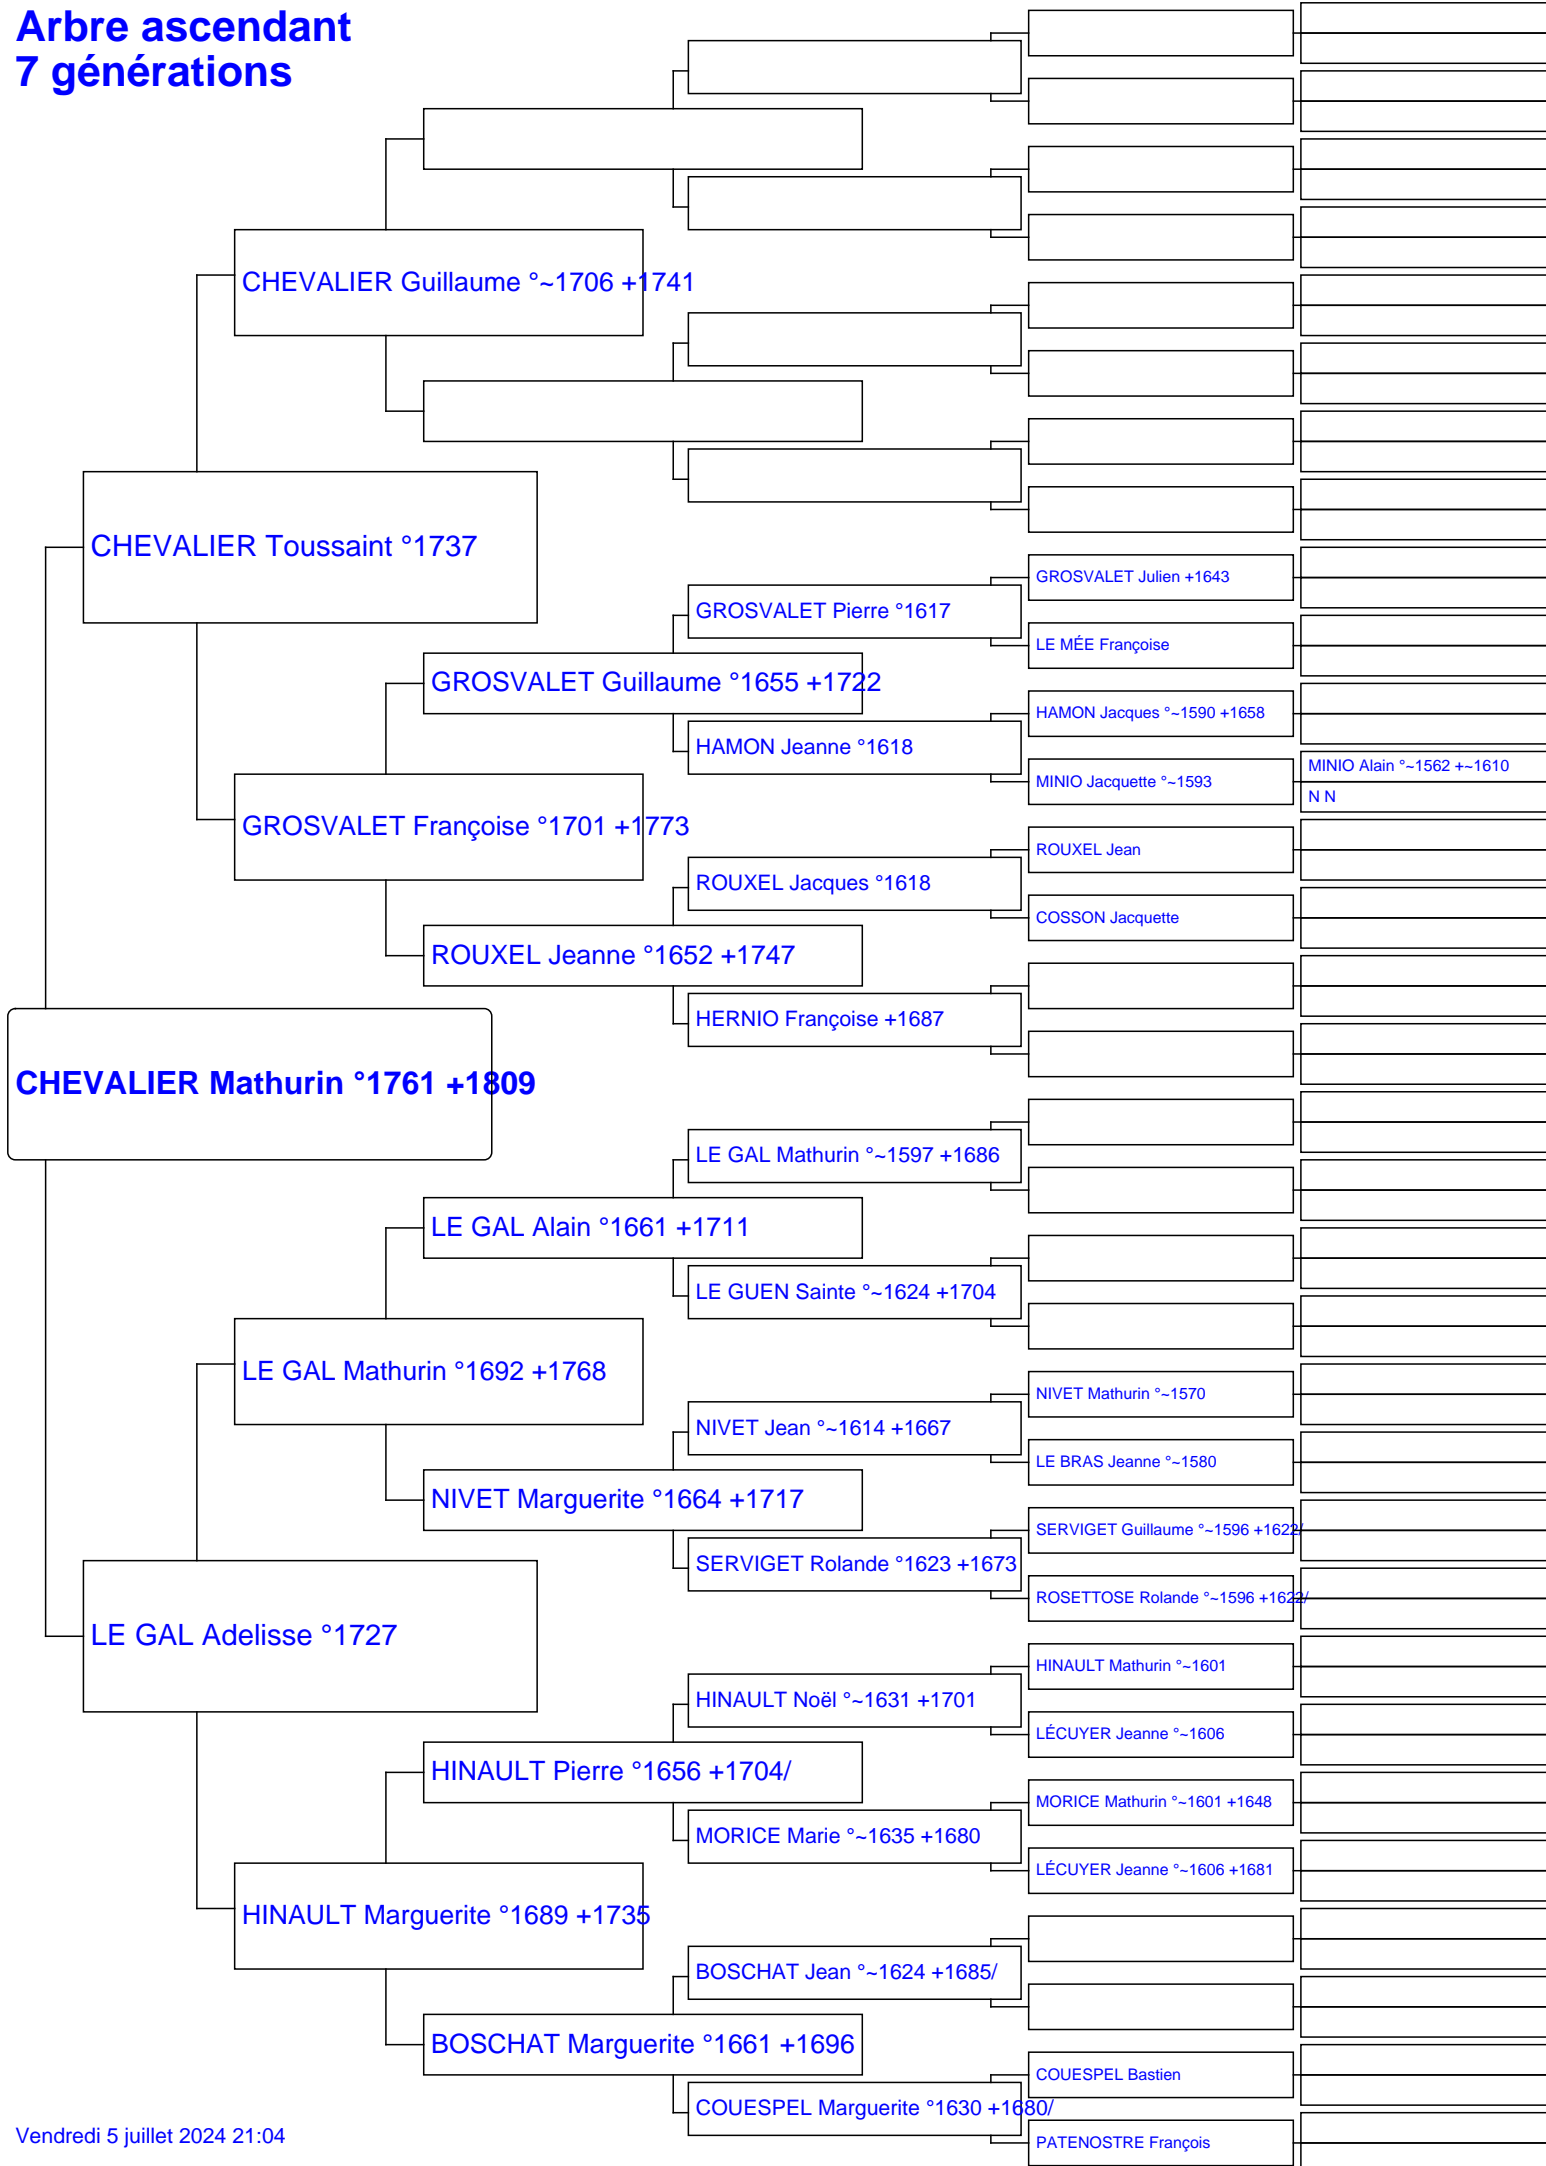 Arbre ascendant
7 générations
CHEVALIER Guillaume °~1706 +1741
CHEVALIER Toussaint °1737
GROSVALET Julien +1643
GROSVALET Pierre °1617
LE MÉE Françoise
GROSVALET Guillaume °1655 +1722
HAMON Jacques °~1590 +1658
HAMON Jeanne °1618
MINIO Alain °~1562 +~1610
MINIO Jacquette °~1593
N N
GROSVALET Françoise °1701 +1773
ROUXEL Jean
ROUXEL Jacques °1618
COSSON Jacquette
ROUXEL Jeanne °1652 +1747
HERNIO Françoise +1687
CHEVALIER Mathurin °1761 +1809
LE GAL Mathurin °~1597 +1686
LE GAL Alain °1661 +1711
LE GUEN Sainte °~1624 +1704
LE GAL Mathurin °1692 +1768
NIVET Mathurin °~1570
NIVET Jean °~1614 +1667
LE BRAS Jeanne °~1580
NIVET Marguerite °1664 +1717
SERVIGET Guillaume °~1596 +1622/
SERVIGET Rolande °1623 +1673
ROSETTOSE Rolande °~1596 +1622/
LE GAL Adelisse °1727
HINAULT Mathurin °~1601
HINAULT Noël °~1631 +1701
LÉCUYER Jeanne °~1606
HINAULT Pierre °1656 +1704/
MORICE Mathurin °~1601 +1648
MORICE Marie °~1635 +1680
LÉCUYER Jeanne °~1606 +1681
HINAULT Marguerite °1689 +1735
BOSCHAT Jean °~1624 +1685/
BOSCHAT Marguerite °1661 +1696
COUESPEL Bastien
COUESPEL Marguerite °1630 +1680/
PATENOSTRE François
Vendredi 5 juillet 2024 21:04